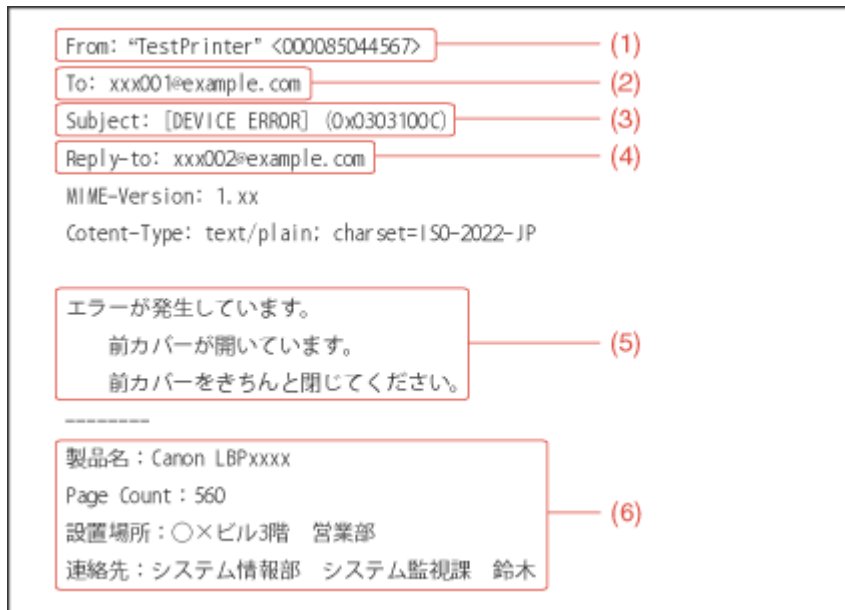 From: “TestPrinter” <000085044567> (1)
To: xxx001@example.com (2)
Subject: [DEVICE ERROR] (0x0303100C) (3)
Reply-to: xxx002@example.com (4)
MIME-Version: 1.xx
Cotent-Type: text/plain; charset=ISO-2022-JP
エラーが発生しています。
前カバーが開いています。 (5)
前カバーをきちんと閉じてください。
--------
製品名：Canon LBPxxxx
Page Count：560
設置場所：○×ビル3階　営業部 (6)
連絡先：システム情報部　システム監視課　鈴木